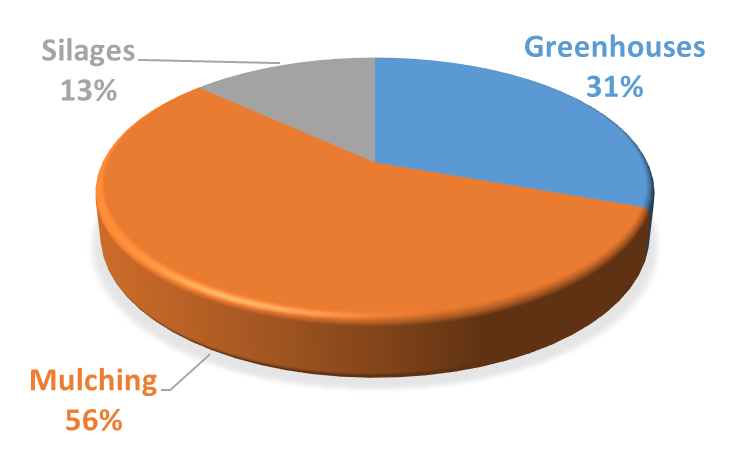 Silages
13%
Greenhouses
31%
Mulching
56%